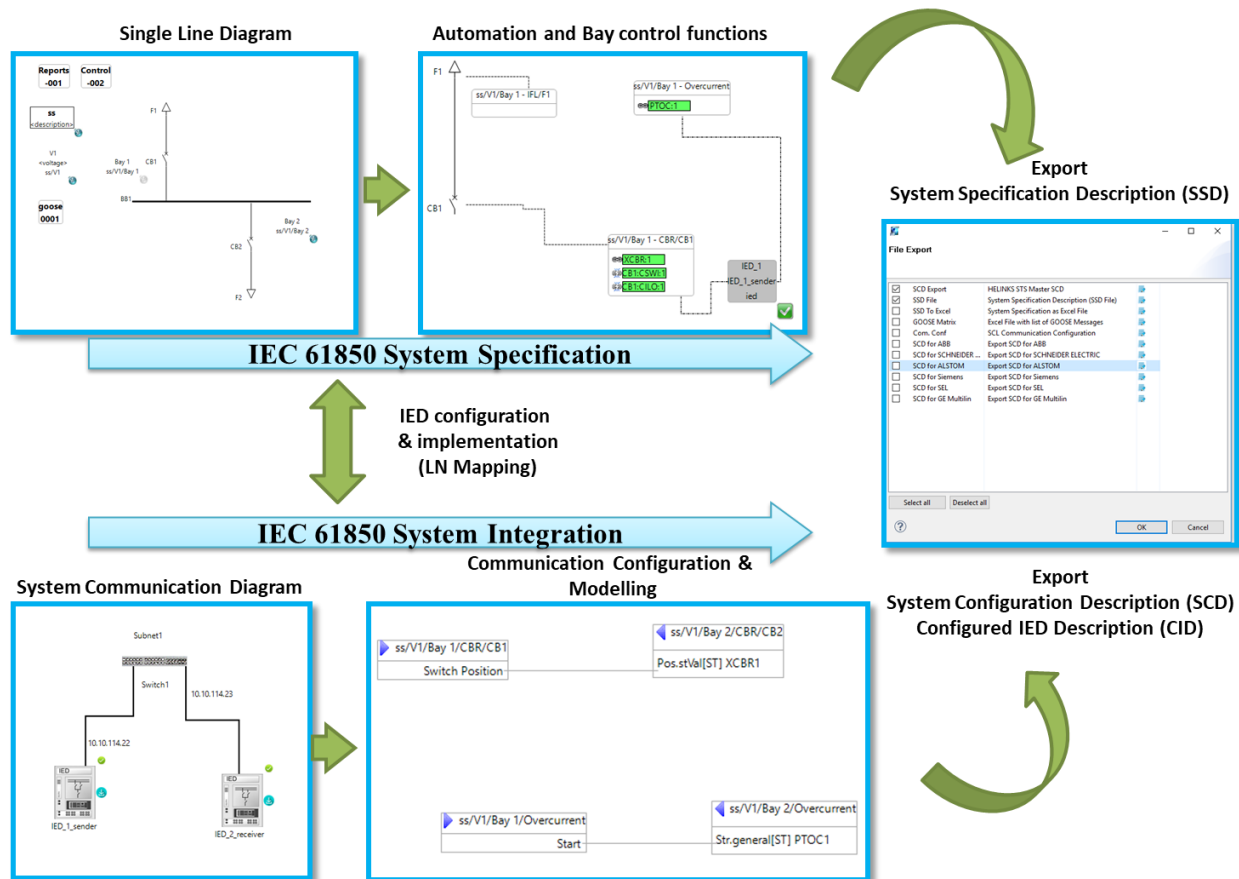 Single Line Diagram
Reports
-001
Control
-002
ss
<description>
V1
<voltage>
ss/V1
goose
0001
F1
Bay 1
ss/V1/Bay 1
CB1
BB1
Bay 2
ss/V1/Bay 2
CB2
F2
Automation and Bay control functions
F1
ss/V1/Bay 1 - IFL/F1
ss/V1/Bay 1 - Overcurrent
PTOC:1
CB1
ss/V1/Bay 1 - CBR/CB1
XCBR:1
CB1:CSWI:1
CB1:CILO:1
IED_1
IED_1_sender
ied
IEC 61850 System Specification
Export
System Specification Description (SSD)
File Export
SCD Export HELINKS STS Master SCD
SSD File System Specification Description (SSD File)
SSD To Excel System Specification as Excel File
GOOSE Matrix Excel File with list of GOOSE Messages
Com. Conf SCL Communication Configuration
SCD for ABB Export SCD for ABB
SCD for SCHNEIDER ... Export SCD for SCHNEIDER ELECTRIC
SCD for ALSTOM Export SCD for ALSTOM
SCD for Siemens Export SCD for Siemens
SCD for SEL Export SCD for SEL
SCD for GE Multilin Export SCD for GE Multilin
Select all Deselect all
? OK Cancel
IED configuration
& implementation
(LN Mapping)
IEC 61850 System Integration
Export
System Configuration Description (SCD)
Configured IED Description (CID)
System Communication Diagram
Subnet1
Switch1
10.10.114.23
10.10.114.22
IED
IED_1_sender
IED
IED_2_receiver
Communication Configuration &
Modelling
ss/V1/Bay 1/CBR/CB1
Switch Position
ss/V1/Bay 2/CBR/CB2
Pos.stVal[ST] XCBR1
ss/V1/Bay 1/Overcurrent
Start
ss/V1/Bay 2/Overcurrent
Str.general[ST] PTOC1